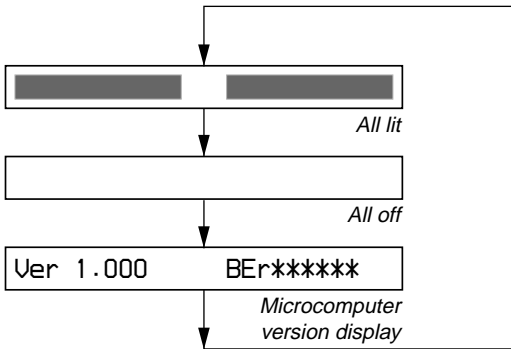 All lit
All off
Ver 1.000 BEr******
Microcomputer
version display